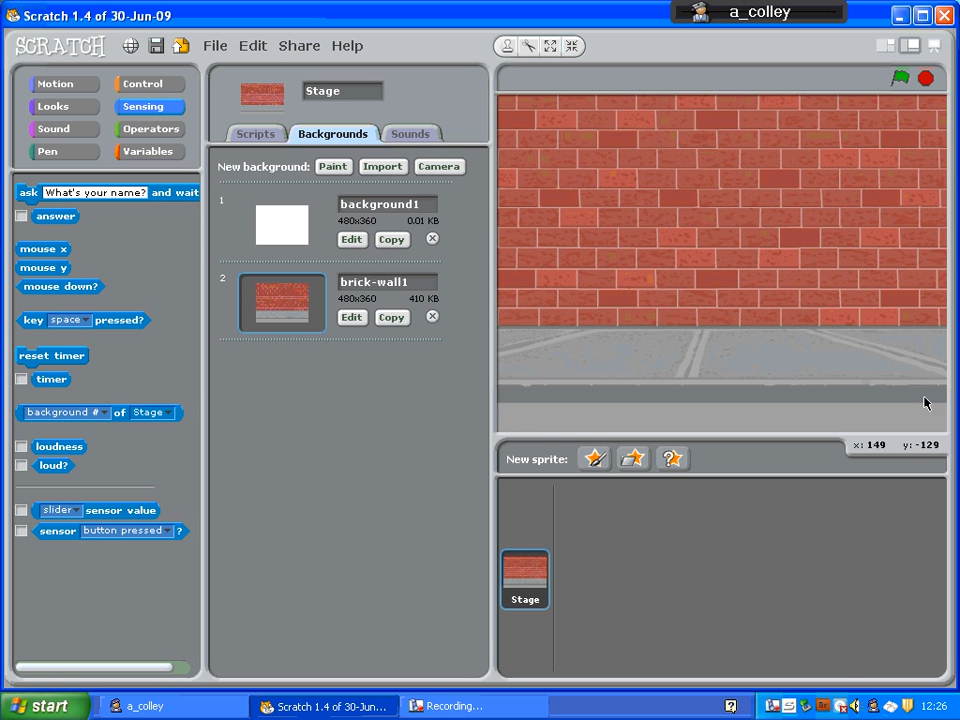 Scratch 1.4 of 30-Jun-09
a_colley
SCRATCH
File Edit Share Help
Motion Control
Looks Sensing
Sound Operators
Pen Variables
Stage
Scripts Backgrounds Sounds
New background: Paint Import Camera
1
background1
480x360 0.01 KB
Edit Copy
2
brick-wall1
480x360 410 KB
Edit Copy
ask What's your name? and wait
answer
mouse x
mouse y
mouse down?
key space pressed?
reset timer
timer
background # of Stage
loudness
loud?
slider sensor value
sensor button pressed ?
x: 149 y: -129
New sprite:
Stage
start a_colley Scratch 1.4 of 30-Jun... Recording... 12:26